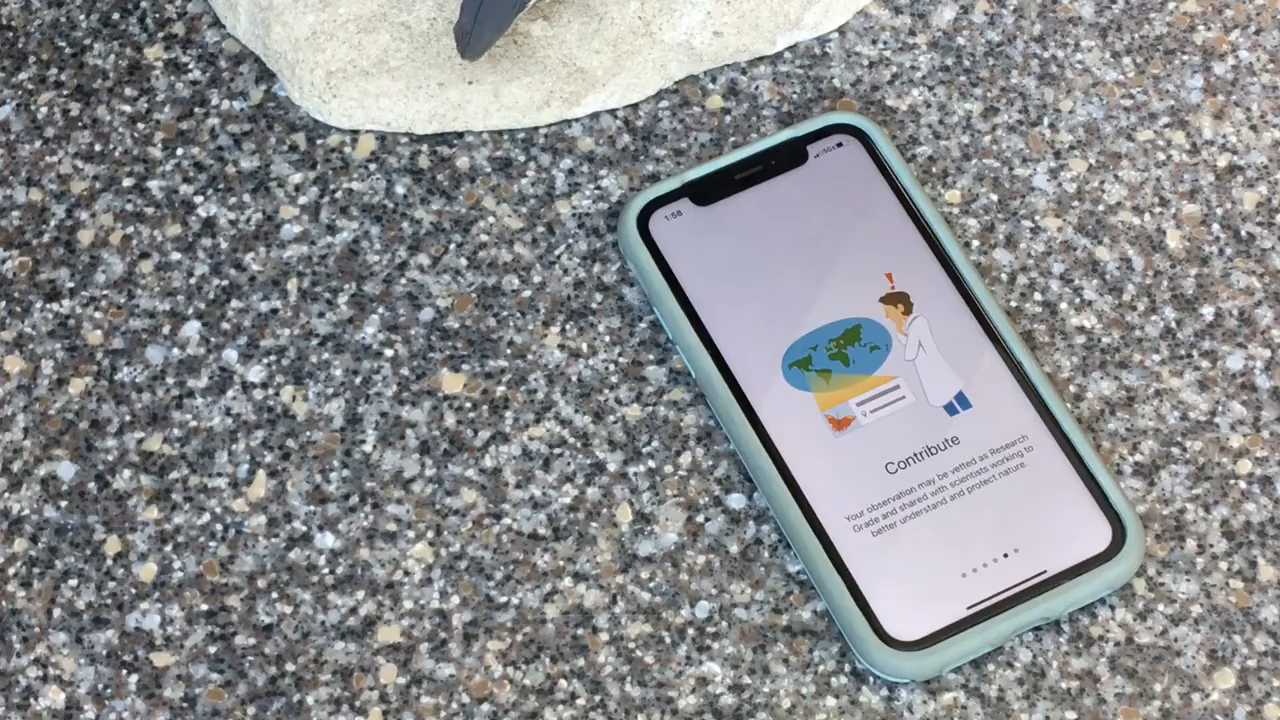 1:58
5G
!
Contribute
Your observation may be vetted as Research
Grade and shared with scientists working to
better understand and protect nature.